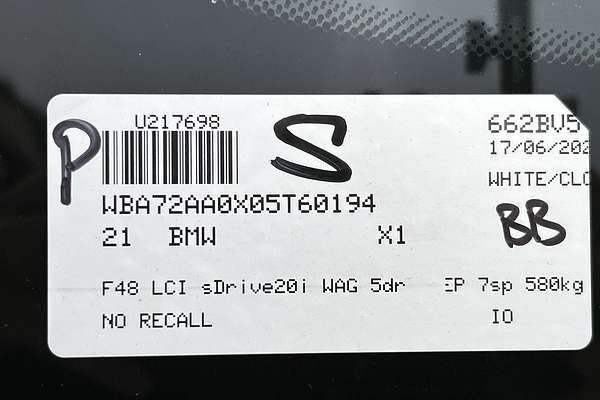 P
U217698
S
662BV5
17/06/202
WHITE/CLO
WBA72AA0X05T60194
BB
21 BMW X1
F48 LCI sDrive20i WAG 5dr EP 7sp 580kg
NO RECALL IO